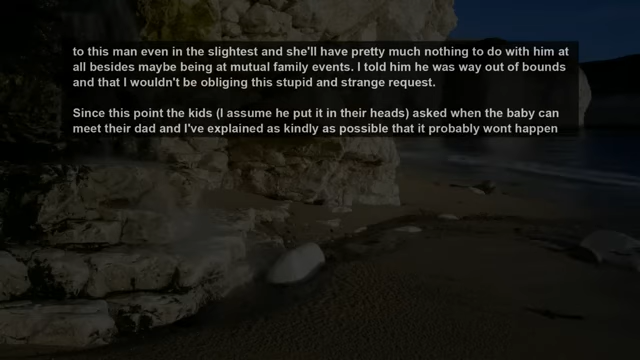 to this man even in the slightest and she'll have pretty much nothing to do with him at
all besides maybe being at mutual family events. I told him he was way out of bounds
and that I wouldn't be obliging this stupid and strange request.
Since this point the kids (I assume he put it in their heads) asked when the baby can
meet their dad and I've explained as kindly as possible that it probably wont happen